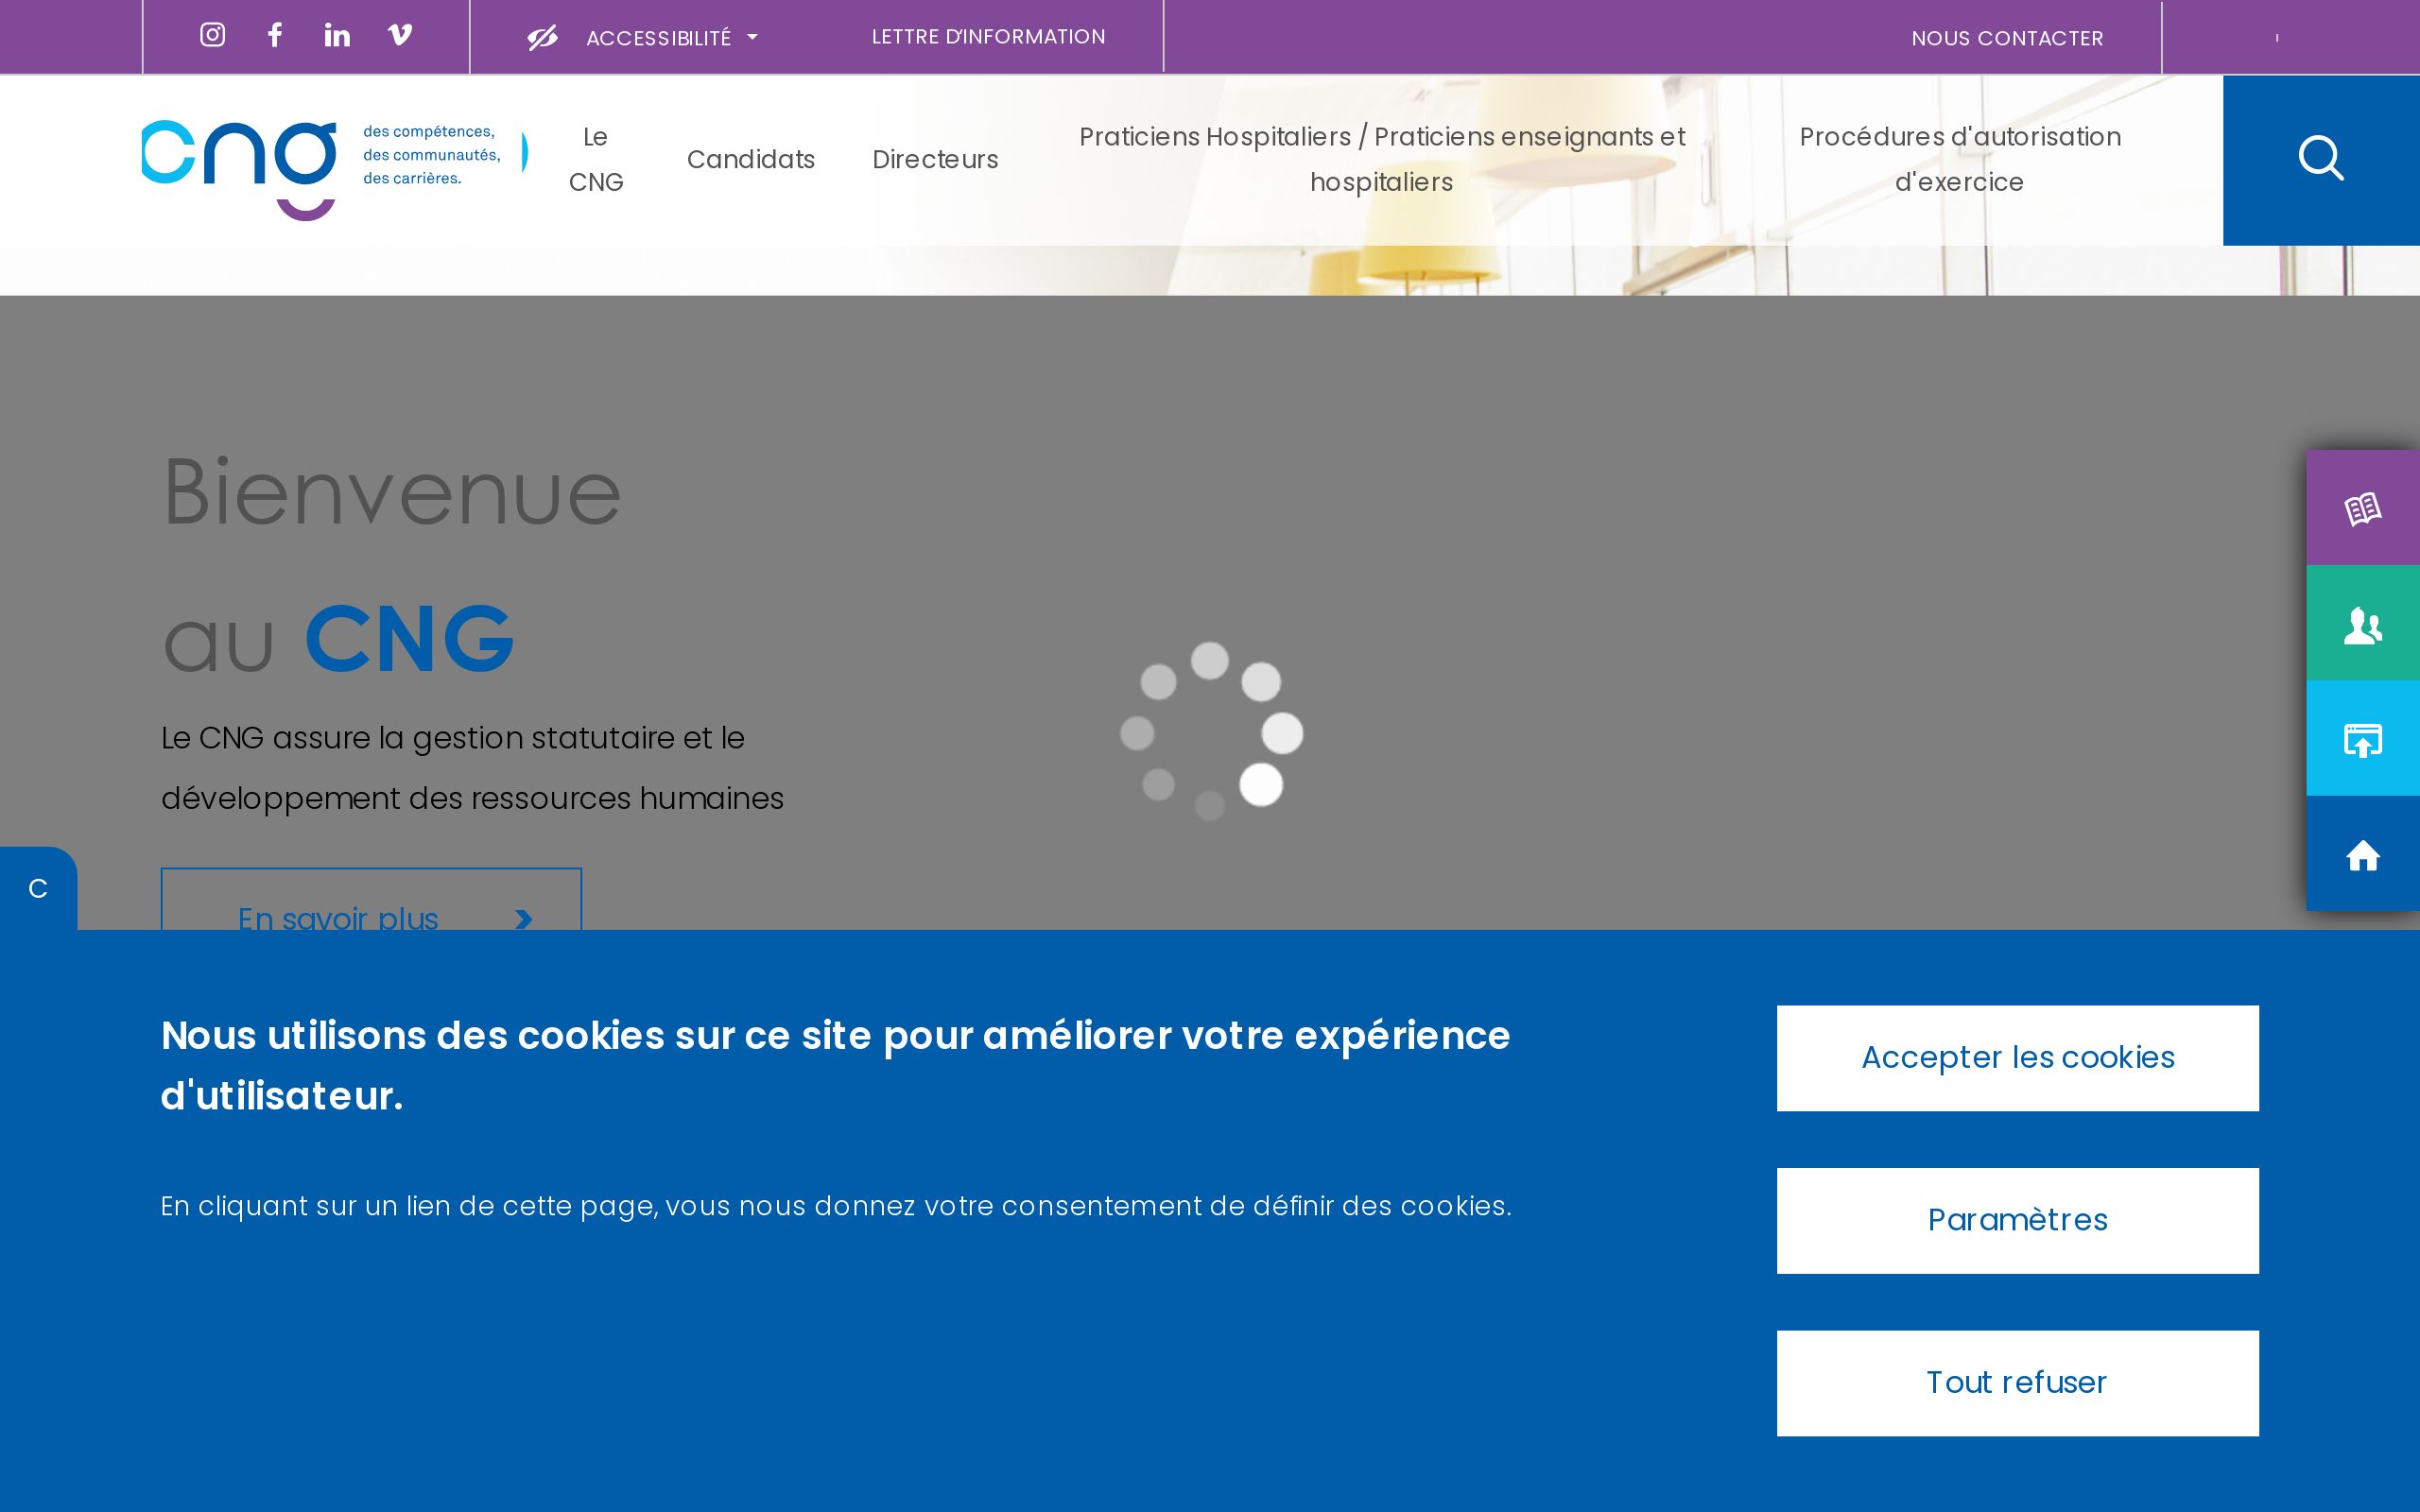 ACCESSIBILITÉ
LETTRE D'INFORMATION
NOUS CONTACTER
cng
des compétences,
des communautés,
des carrières.
Le
CNG
Candidats
Directeurs
Praticiens Hospitaliers / Praticiens enseignants et
hospitaliers
Procédures d'autorisation
d'exercice
Bienvenue
au CNG
Le CNG assure la gestion statutaire et le
développement des ressources humaines
C
En savoir plus
Nous utilisons des cookies sur ce site pour améliorer votre expérience
d'utilisateur.
En cliquant sur un lien de cette page, vous nous donnez votre consentement de définir des cookies.
Accepter les cookies
Paramètres
Tout refuser